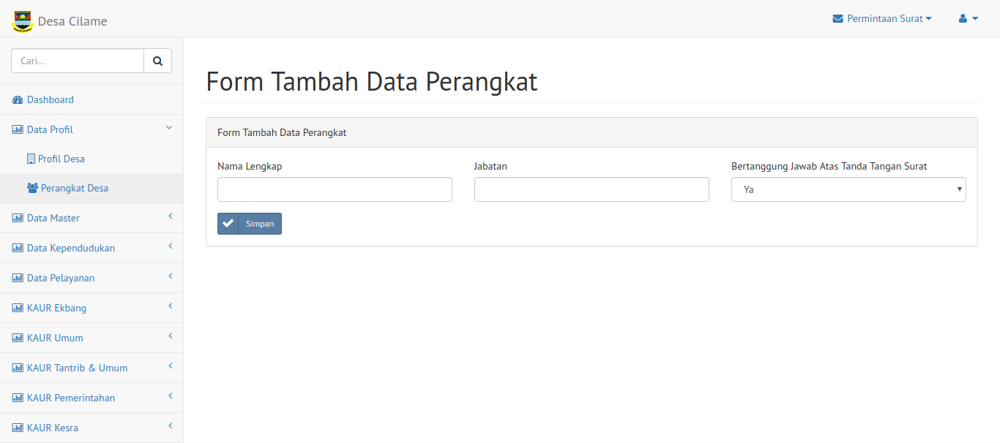 Desa Cilame
Permintaan Surat
Cari...
Dashboard
Data Profil
Profil Desa
Perangkat Desa
Data Master
Data Kependudukan
Data Pelayanan
KAUR Ekbang
KAUR Umum
KAUR Tantrib & Umum
KAUR Pemerintahan
KAUR Kesra
Form Tambah Data Perangkat
Form Tambah Data Perangkat
Nama Lengkap
Jabatan
Bertanggung Jawab Atas Tanda Tangan Surat
Ya
Simpan